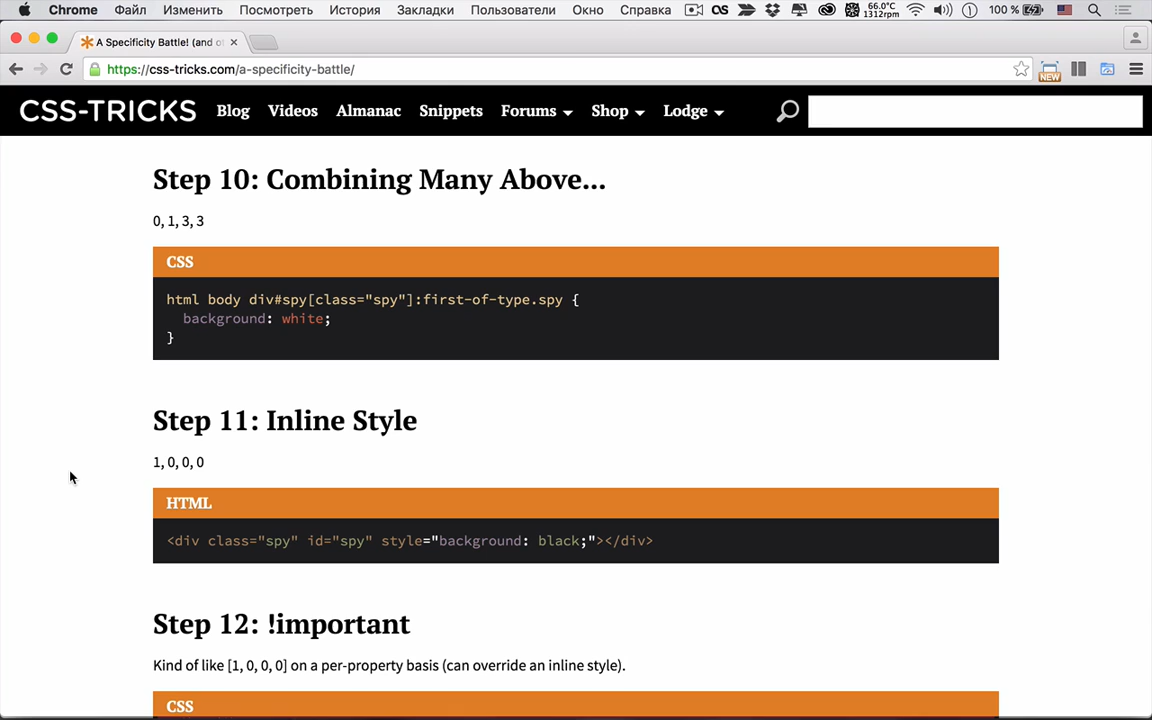 Chrome Файл Изменить Посмотреть История Закладки Пользователи Окно Справка 66.0°C 1312rpm 100 %
A Specificity Battle! (and o
https://css-tricks.com/a-specificity-battle/
NEW
CSS-TRICKS Blog Videos Almanac Snippets Forums Shop Lodge
Step 10: Combining Many Above...
0, 1, 3, 3
CSS
html body div#spy[class="spy"]:first-of-type.spy {
background: white;
}
Step 11: Inline Style
1, 0, 0, 0
HTML
<div class="spy" id="spy" style="background: black;"></div>
Step 12: !important
Kind of like [1, 0, 0, 0] on a per-property basis (can override an inline style).
CSS